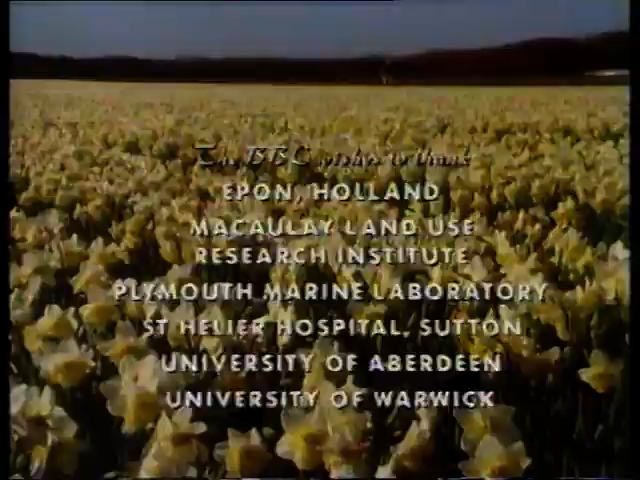 The BBC wishes to thank
EPON, HOLLAND
MACAULAY LAND USE
RESEARCH INSTITUTE
PLYMOUTH MARINE LABORATORY
ST HELIER HOSPITAL, SUTTON
UNIVERSITY OF ABERDEEN
UNIVERSITY OF WARWICK